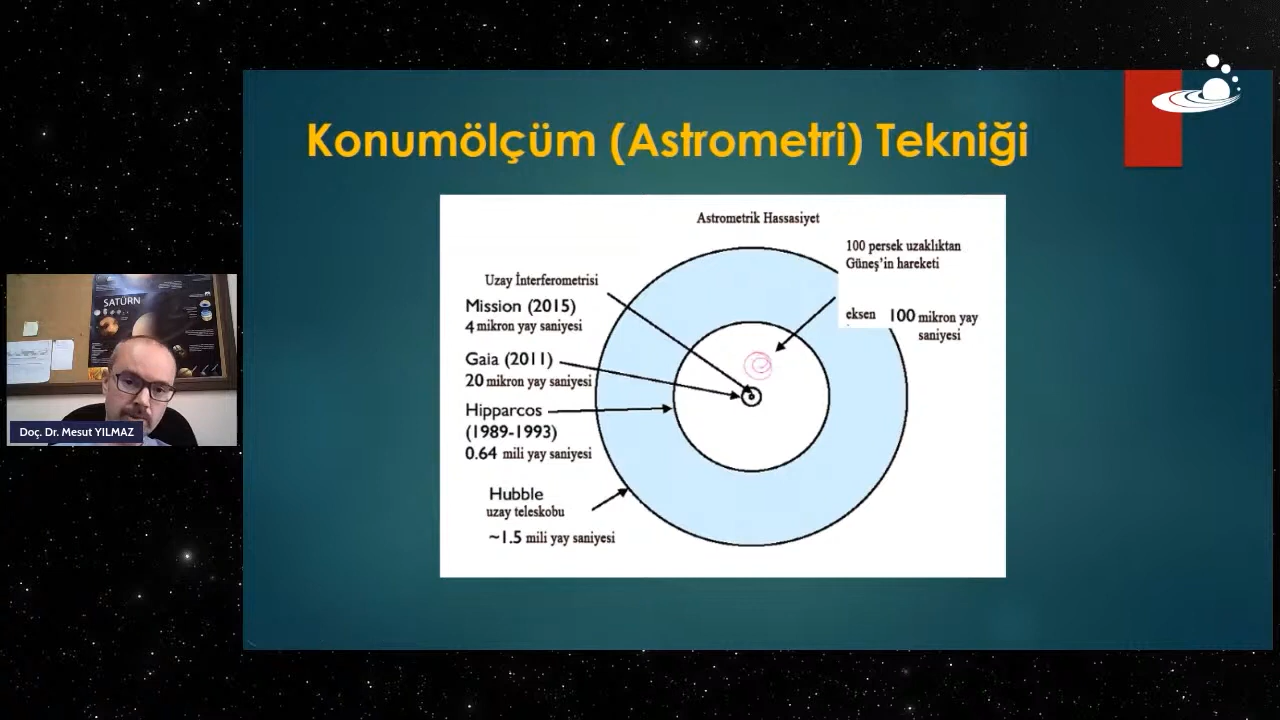 Konumölçüm (Astrometri) Tekniği
Astrometrik Hassasiyet
100 persek uzaklıktan
Güneş'in hareketi
eksen 100 mikron yay
saniyesi
Uzay İnterferometrisi
Mission (2015)
4 mikron yay saniyesi
Gaia (2011)
20 mikron yay saniyesi
Hipparcos
(1989-1993)
0.64 mili yay saniyesi
Hubble
uzay teleskobu
~1.5 mili yay saniyesi
SATÜRN
Doç. Dr. Mesut YILMAZ